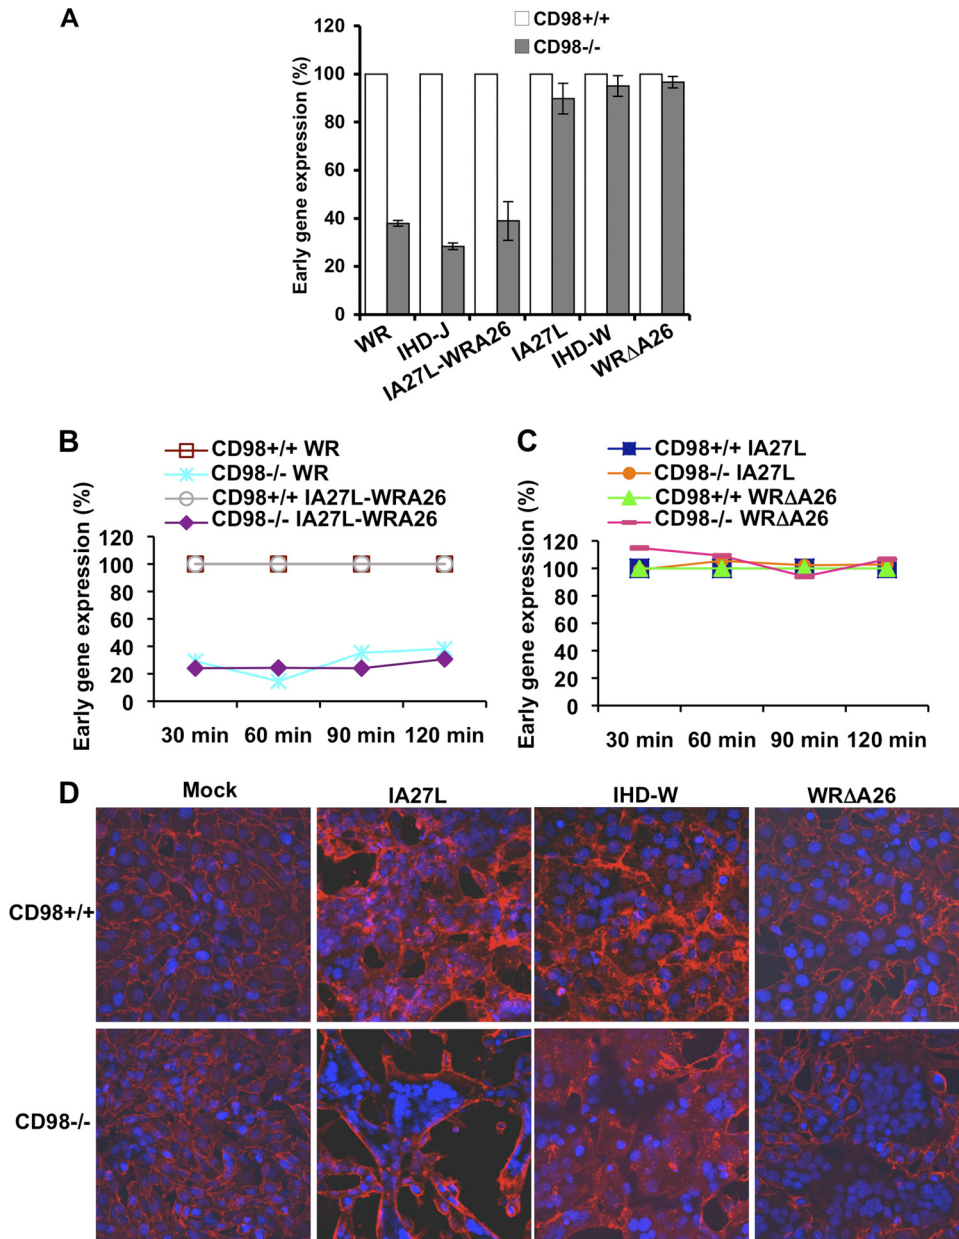 A
CD98+/+
CD98-/-
Early gene expression (%)
120
100
80
60
40
20
0
WR
IHD-J
IA27L-WRA26
IA27L
IHD-W
WRΔA26
B
CD98+/+ WR
CD98-/- WR
CD98+/+ IA27L-WRA26
CD98-/- IA27L-WRA26
Early gene expression (%)
120
100
80
60
40
20
0
30 min 60 min 90 min 120 min
C
CD98+/+ IA27L
CD98-/- IA27L
CD98+/+ WRΔA26
CD98-/- WRΔA26
Early gene expression (%)
120
100
80
60
40
20
0
30 min 60 min 90 min 120 min
D
Mock IA27L IHD-W WRΔA26
CD98+/+
CD98-/-